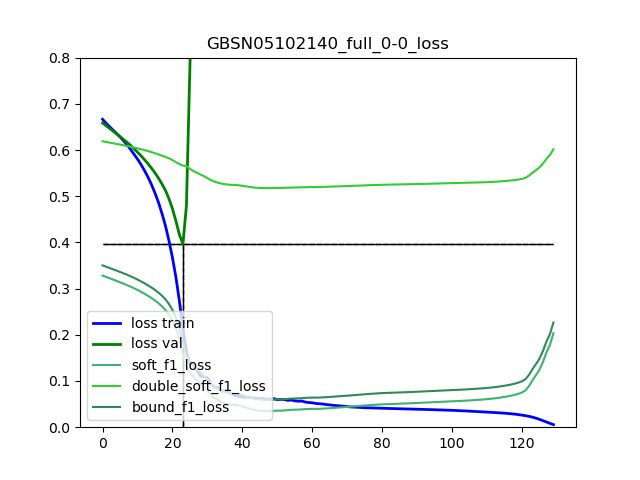 GBSN05102140_full_0-0_loss
0.8
0.7
0.6
0.5
0.4
0.3
0.2
0.1
0.0
loss train
loss val
soft_f1_loss
double_soft_f1_loss
bound_f1_loss
0 20 40 60 80 100 120